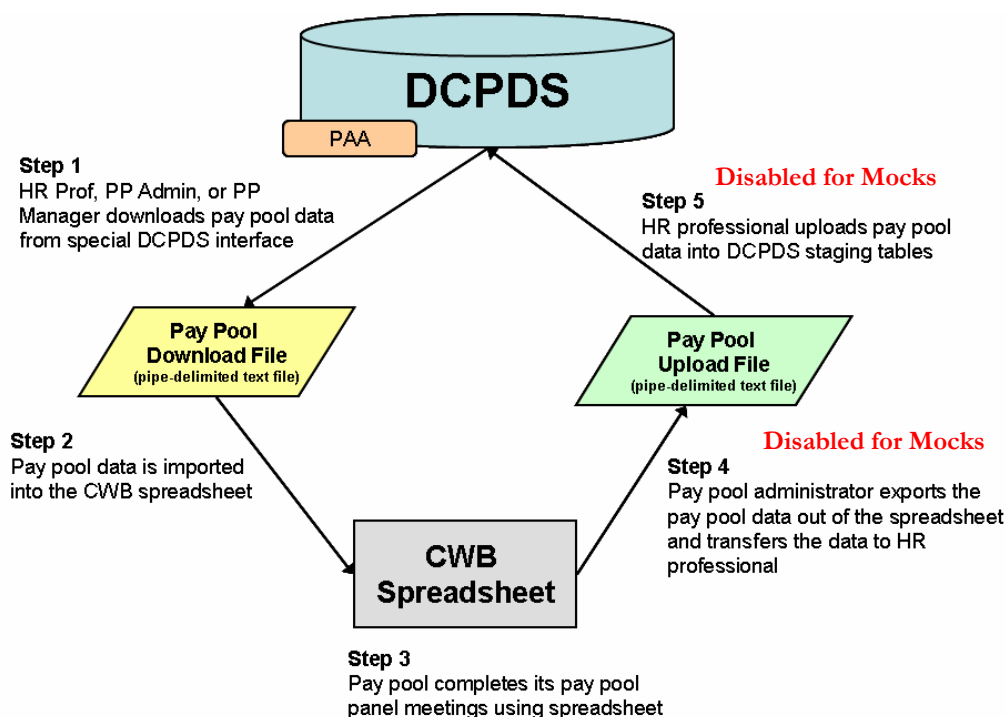 DCPDS
PAA
Step 1
HR Prof, PP Admin, or PP
Manager downloads pay pool data
from special DCPDS interface
Disabled for Mocks
Step 5
HR professional uploads pay pool
data into DCPDS staging tables
Pay Pool
Download File
(pipe-delimited text file)
Pay Pool
Upload File
(pipe-delimited text file)
Step 2
Pay pool data is imported
into the CWB spreadsheet
Disabled for Mocks
Step 4
Pay pool administrator exports the
pay pool data out of the spreadsheet
and transfers the data to HR
professional
CWB
Spreadsheet
Step 3
Pay pool completes its pay pool
panel meetings using spreadsheet